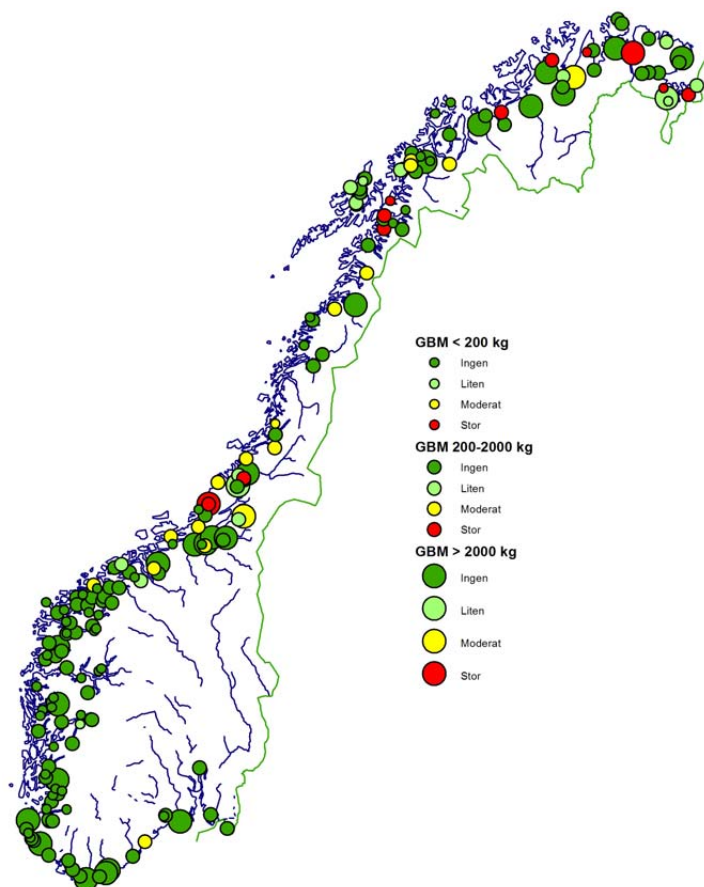 GBM < 200 kg
Ingen
Liten
Moderat
Stor
GBM 200-2000 kg
Ingen
Liten
Moderat
Stor
GBM > 2000 kg
Ingen
Liten
Moderat
Stor